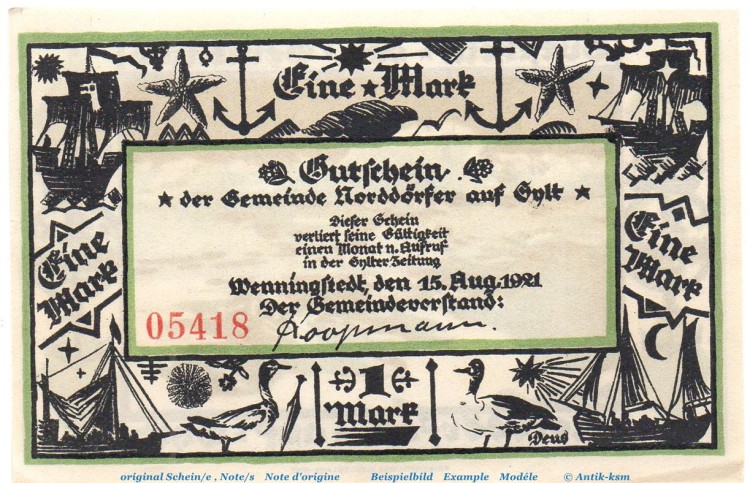 Eine ★ Mark
Gutschein
★ der Gemeinde Norddörfer auf Sylt ★
Dieser Schein
verliert seine Gültigkeit
einen Monat n. Aufruf
in der Sylter Zeitung
Wenningstedt, den 15. Aug. 1921
Der Gemeindevorstand:
05418
Koopmann.
Eine
Mark
Eine
Mark
1
Mark
Deus
original Schein/e , Note/s Note d'origine Beispielbild Example Modéle © Antik-ksm